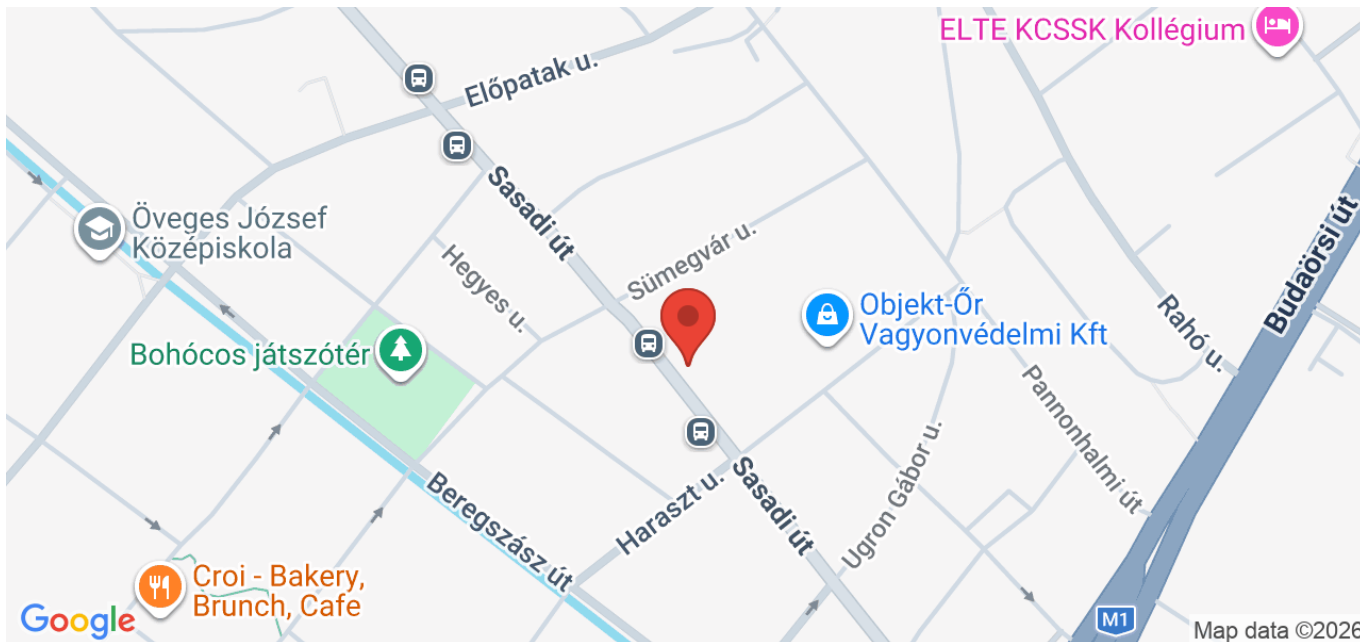 ELTE KCSSK Kollégium
Előpatak u.
Sasadi út
Öveges József
Középiskola
Hegyes u.
Sümegvár u.
Budaörsi út
Objekt-Őr
Vagyonvédelmi Kft
Rahó u.
Bohócos játszótér
Pannonhalmi út
Beregszász út
Haraszt u.
Sasadi út
Ugron Gábor u.
Croi - Bakery,
Brunch, Cafe
Google
M1
Map data ©2026